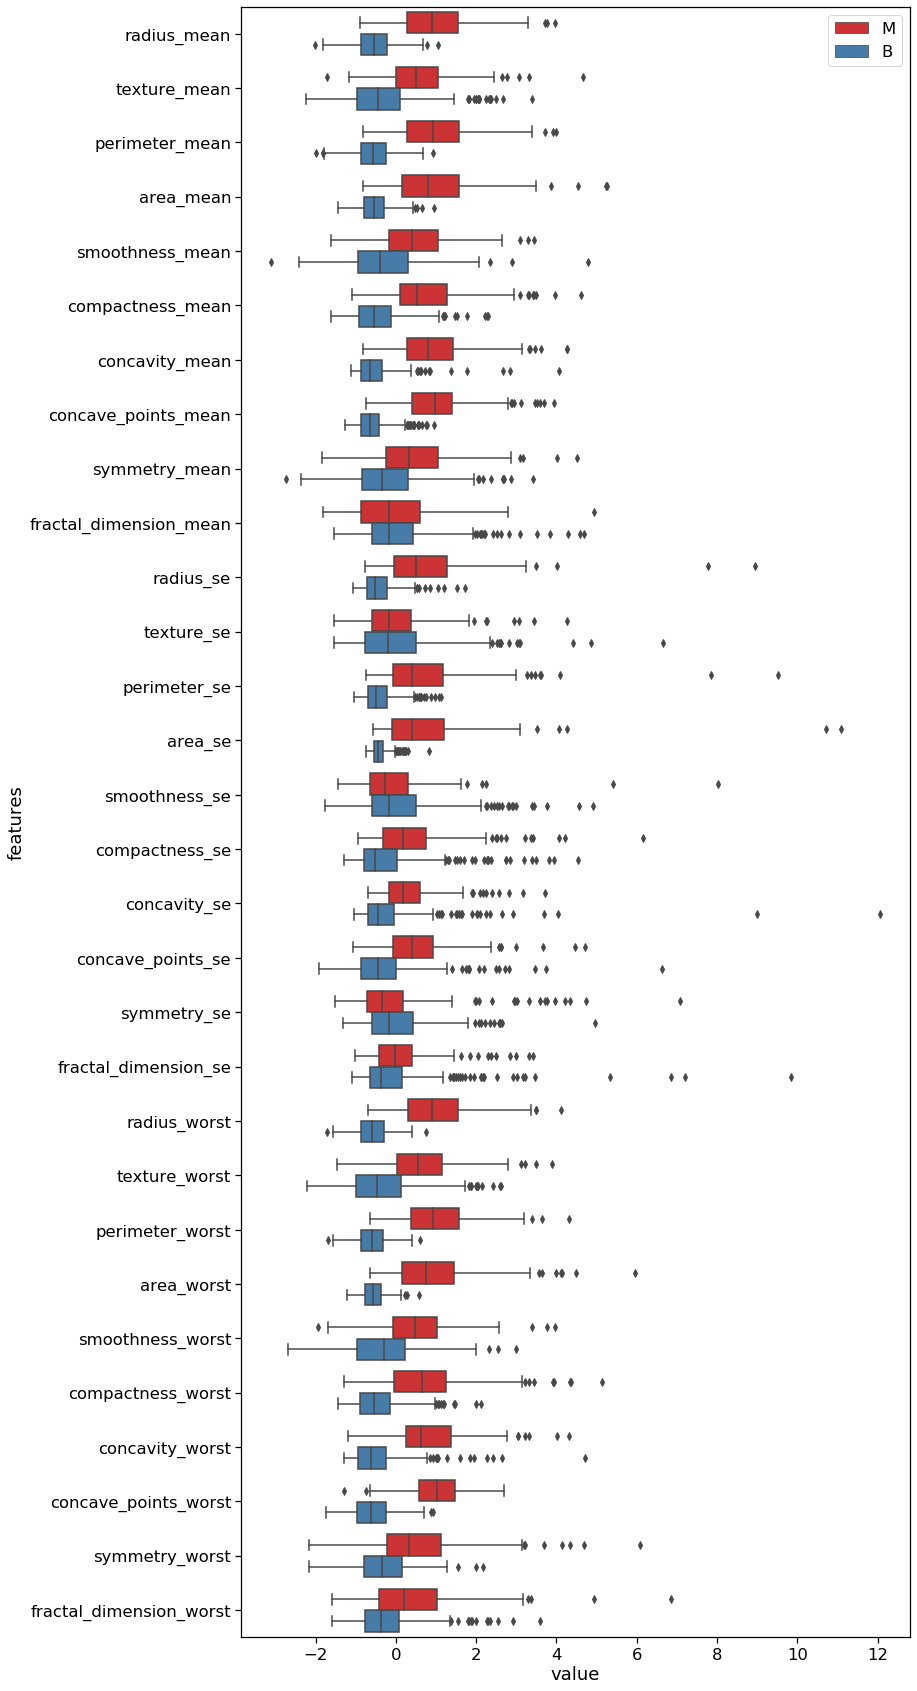 M
B
radius_mean
texture_mean
perimeter_mean
area_mean
smoothness_mean
compactness_mean
concavity_mean
concave_points_mean
symmetry_mean
fractal_dimension_mean
radius_se
texture_se
perimeter_se
area_se
smoothness_se
compactness_se
concavity_se
concave_points_se
symmetry_se
fractal_dimension_se
radius_worst
texture_worst
perimeter_worst
area_worst
smoothness_worst
compactness_worst
concavity_worst
concave_points_worst
symmetry_worst
fractal_dimension_worst
features
−2 0 2 4 6 8 10 12
value